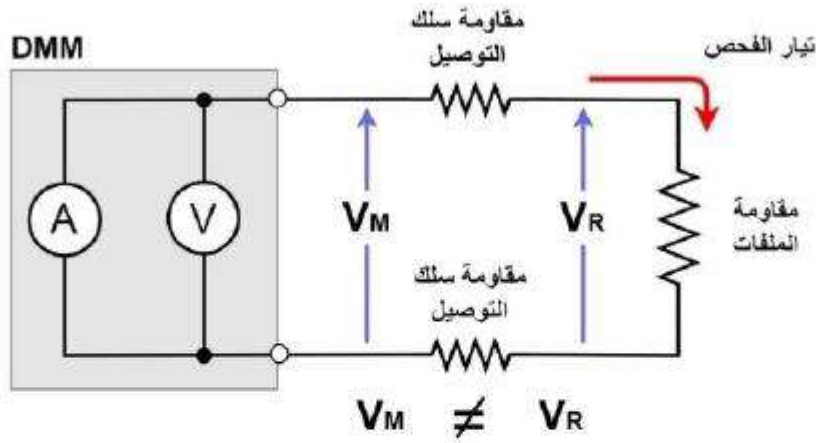 مقاومة سلك
التوصيل
تيار الفحص
DMM
A
V
VM
VR
مقاومة
الملفات
مقاومة سلك
التوصيل
VM ≠ VR